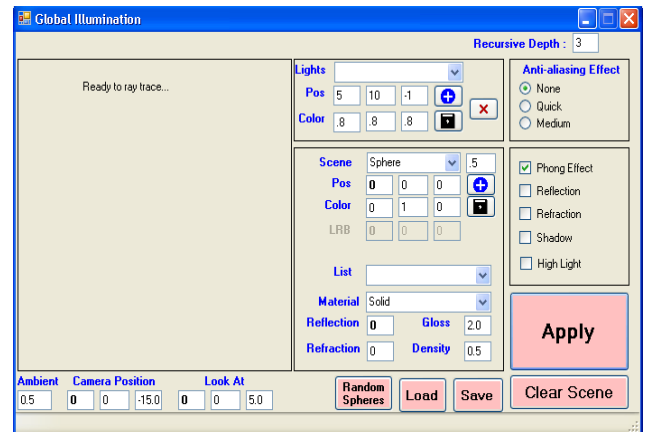 Global Illumination
Recursive Depth : 3
Ready to ray trace...
Lights
Pos 5 10 -1
Color .8 .8 .8
Anti-aliasing Effect
None
Quick
Medium
Scene Sphere .5
Pos 0 0 0
Color 0 1 0
LRB 0 0 0
List
Material Solid
Reflection 0 Gloss 2.0
Refraction 0 Density 0.5
Phong Effect
Reflection
Refraction
Shadow
High Light
Apply
Ambient Camera Position Look At
0.5 0 0 -15.0 0 0 5.0
Random
Spheres
Load
Save
Clear Scene